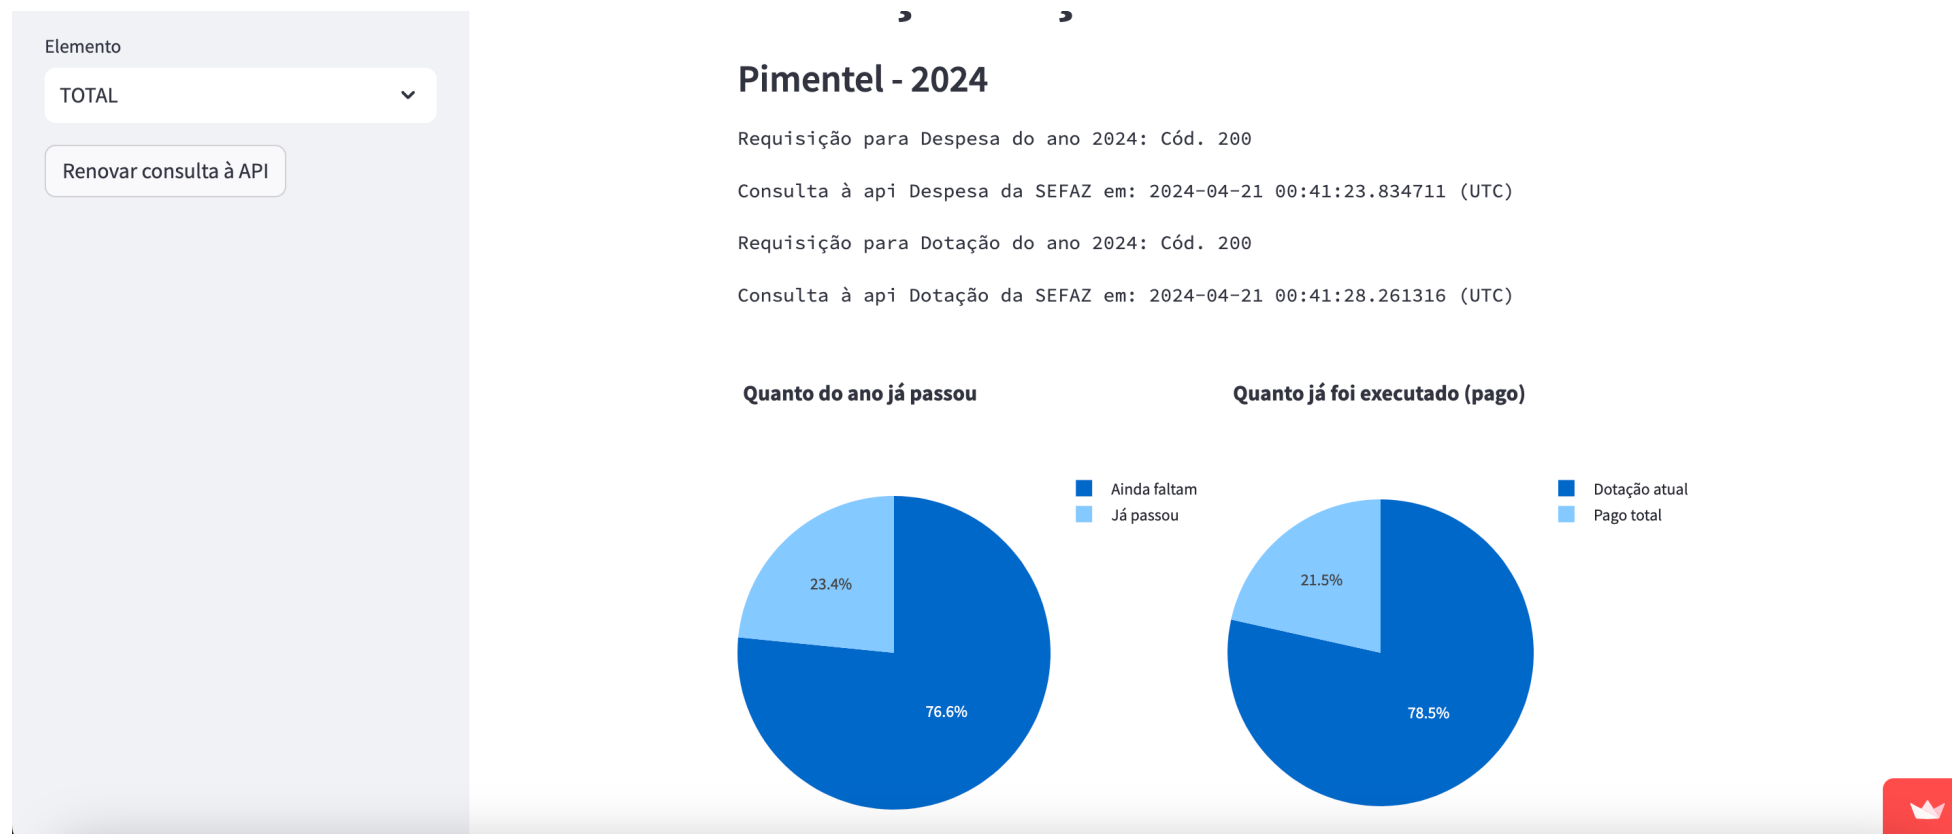 Elemento
TOTAL
Renovar consulta à API
Pimentel - 2024
Requisição para Despesa do ano 2024: Cód. 200
Consulta à api Despesa da SEFAZ em: 2024-04-21 00:41:23.834711 (UTC)
Requisição para Dotação do ano 2024: Cód. 200
Consulta à api Dotação da SEFAZ em: 2024-04-21 00:41:28.261316 (UTC)
Quanto do ano já passou
Ainda faltam
Já passou
23.4%
76.6%
Quanto já foi executado (pago)
Dotação atual
Pago total
21.5%
78.5%